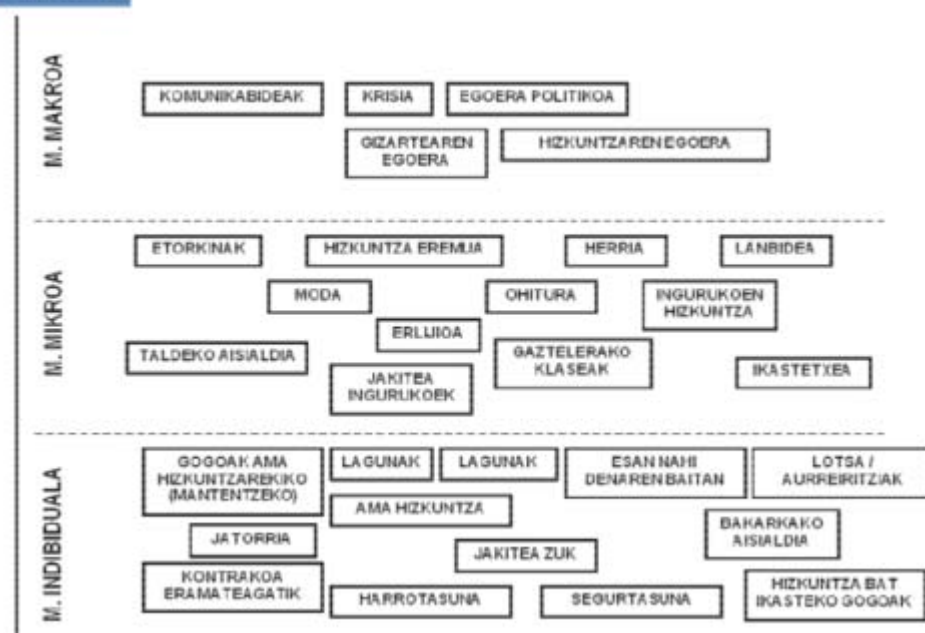 M. MAKROA
KOMUNIKABIDEAK
KRISIA
EGOERA POLITIKOA
GIZARTEAREN
EGOERA
HIZKUNTZAREN EGOERA
M. MIKROA
ETORKINAK
HIZKUNTZA EREMUA
HERRIA
LANBIDEA
MODA
OHITURA
INGURUKOEN
HIZKUNTZA
ERLIJIOA
TALDEKO AISIALDIA
GAZTELERAKO
KLASEAK
JAKITEA
INGURUKOEK
IKASTETXEA
M. INDIBIDUALA
GOGOAK AMA
HIZKUNTZAREKIKO
(MANTENTZEKO)
LAGUNAK
LAGUNAK
ESAN NAHI
DENAREN BAITAN
LOTSA /
AURREIRITZIAK
AMA HIZKUNTZA
JATORRIA
JAKITEA ZUK
BAKARKAKO
AISIALDIA
KONTRAKOA
ERAMATEAGATIK
HARROTASUNA
SEGURTASUNA
HIZKUNTZA BAT
IKASTEKO GOGOAK